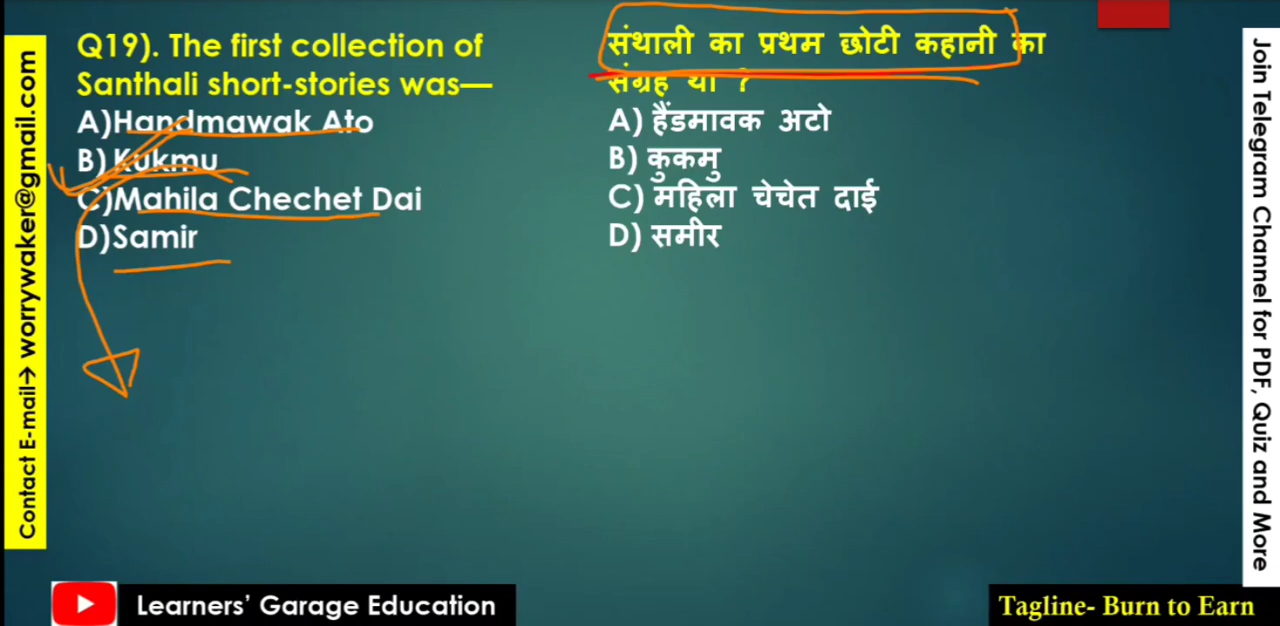 Q19). The first collection of
Santhali short-stories was—
A)Handmawak Ato
B) Kukmu
C)Mahila Chechet Dai
D)Samir
संथाली का प्रथम छोटी कहानी का
संग्रह था ?
A) हैंडमावक अटो
B) कुकमु
C) महिला चेचेत दाई
D) समीर
Contact E-mail→ worrywaker@gmail.com
Join Telegram Channel for PDF, Quiz and More
Learners’ Garage Education
Tagline- Burn to Earn